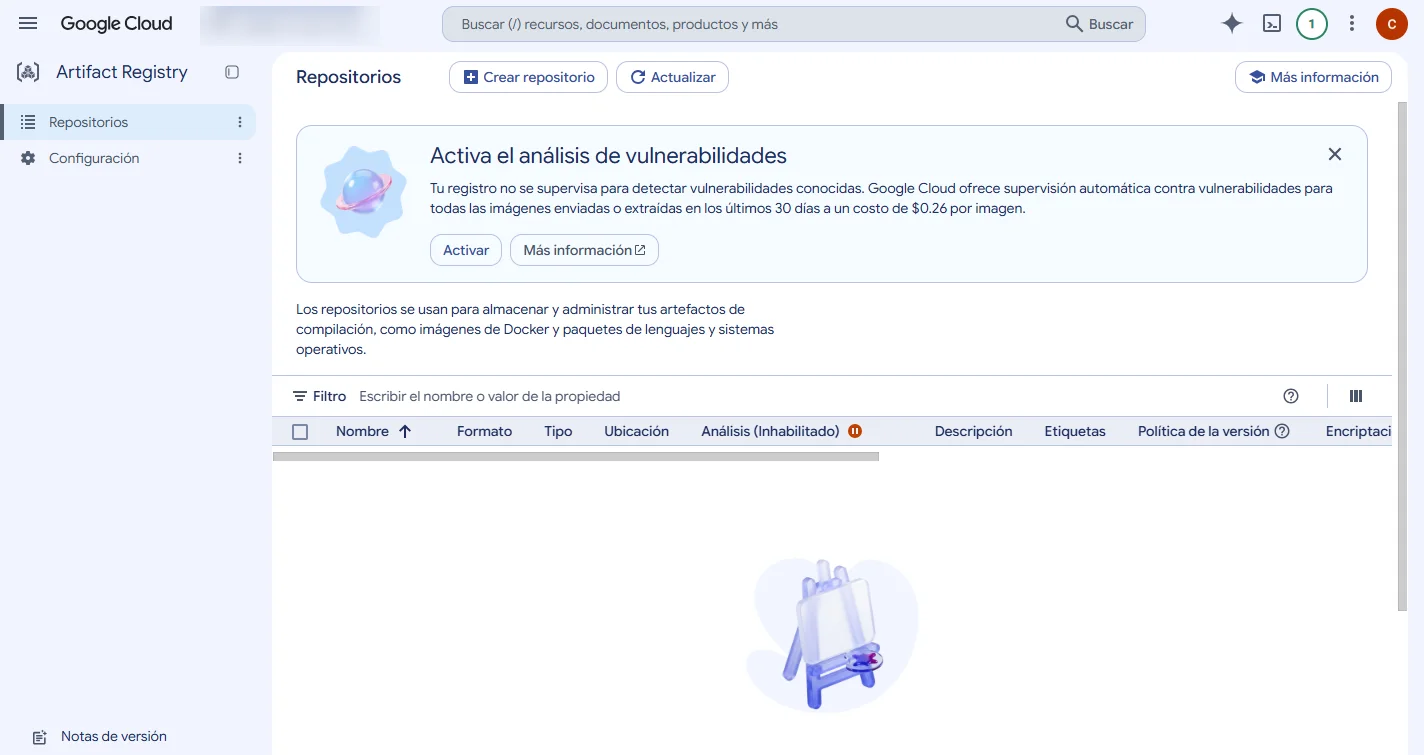 Google Cloud
Buscar (/) recursos, documentos, productos y más
Buscar
1
C
Artifact Registry
Repositorios
Crear repositorio
Actualizar
Más información
Repositorios
Configuración
Activa el análisis de vulnerabilidades
Tu registro no se supervisa para detectar vulnerabilidades conocidas. Google Cloud ofrece supervisión automática contra vulnerabilidades para
todas las imágenes enviadas o extraídas en los últimos 30 días a un costo de $0.26 por imagen.
Activar
Más información
Los repositorios se usan para almacenar y administrar tus artefactos de
compilación, como imágenes de Docker y paquetes de lenguajes y sistemas
operativos.
Filtro Escribir el nombre o valor de la propiedad
Nombre Formato Tipo Ubicación Análisis (Inhabilitado) Descripción Etiquetas Política de la versión Encriptaci
Notas de versión